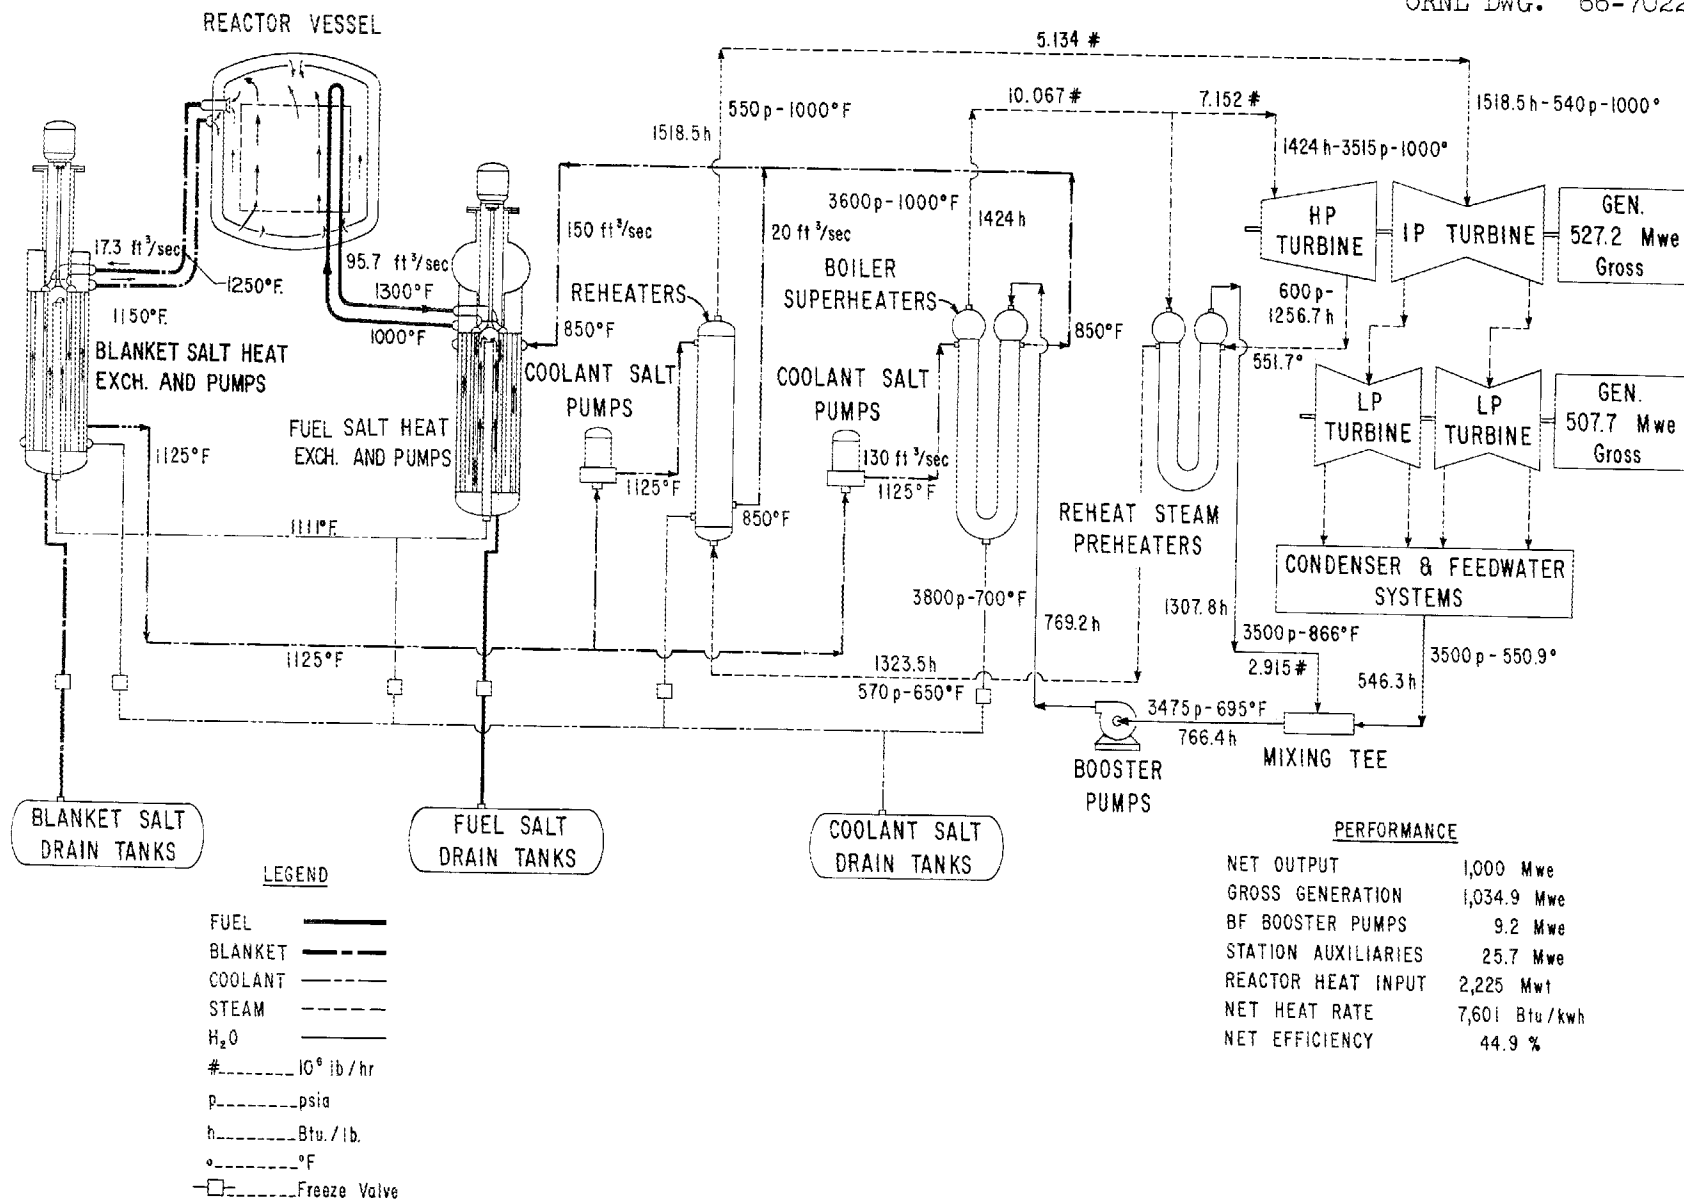 ORNL DWG. 66-7022
REACTOR VESSEL
5.134 #
10.067 #
7.152 #
550 p-1000°F
1518.5 h
1518.5 h-540 p-1000°
1424 h-3515 p-1000°
3600 p-1000°F
1424 h
150 ft³/sec
20 ft³/sec
HP
TURBINE
IP TURBINE
GEN.
527.2 Mwe
Gross
17.3 ft³/sec
1250°F.
1150°F.
95.7 ft³/sec
1300°F
1000°F
850°F
REHEATERS
BOILER
SUPERHEATERS
850°F
600 p-
1256.7 h
551.7°
BLANKET SALT HEAT
EXCH. AND PUMPS
COOLANT SALT
PUMPS
COOLANT SALT
PUMPS
LP
TURBINE
LP
TURBINE
GEN.
507.7 Mwe
Gross
FUEL SALT HEAT
EXCH. AND PUMPS
1125°F
1125°F
130 ft³/sec
1125°F
850°F
1111°F.
REHEAT STEAM
PREHEATERS
CONDENSER & FEEDWATER
SYSTEMS
3800 p-700°F
769.2 h
1307.8 h
3500 p-866°F
2.915 #
3500 p-550.9°
546.3 h
1125°F
1323.5 h
570 p-650°F
3475 p-695°F
766.4 h
MIXING TEE
BOOSTER
PUMPS
BLANKET SALT
DRAIN TANKS
FUEL SALT
DRAIN TANKS
COOLANT SALT
DRAIN TANKS
LEGEND
FUEL
BLANKET
COOLANT
STEAM
H₂O
# 10⁶ lb/hr
p psia
h Btu./lb.
° °F
Freeze Valve
PERFORMANCE
NET OUTPUT 1,000 Mwe
GROSS GENERATION 1,034.9 Mwe
BF BOOSTER PUMPS 9.2 Mwe
STATION AUXILIARIES 25.7 Mwe
REACTOR HEAT INPUT 2,225 Mwt
NET HEAT RATE 7,601 Btu/kwh
NET EFFICIENCY 44.9 %